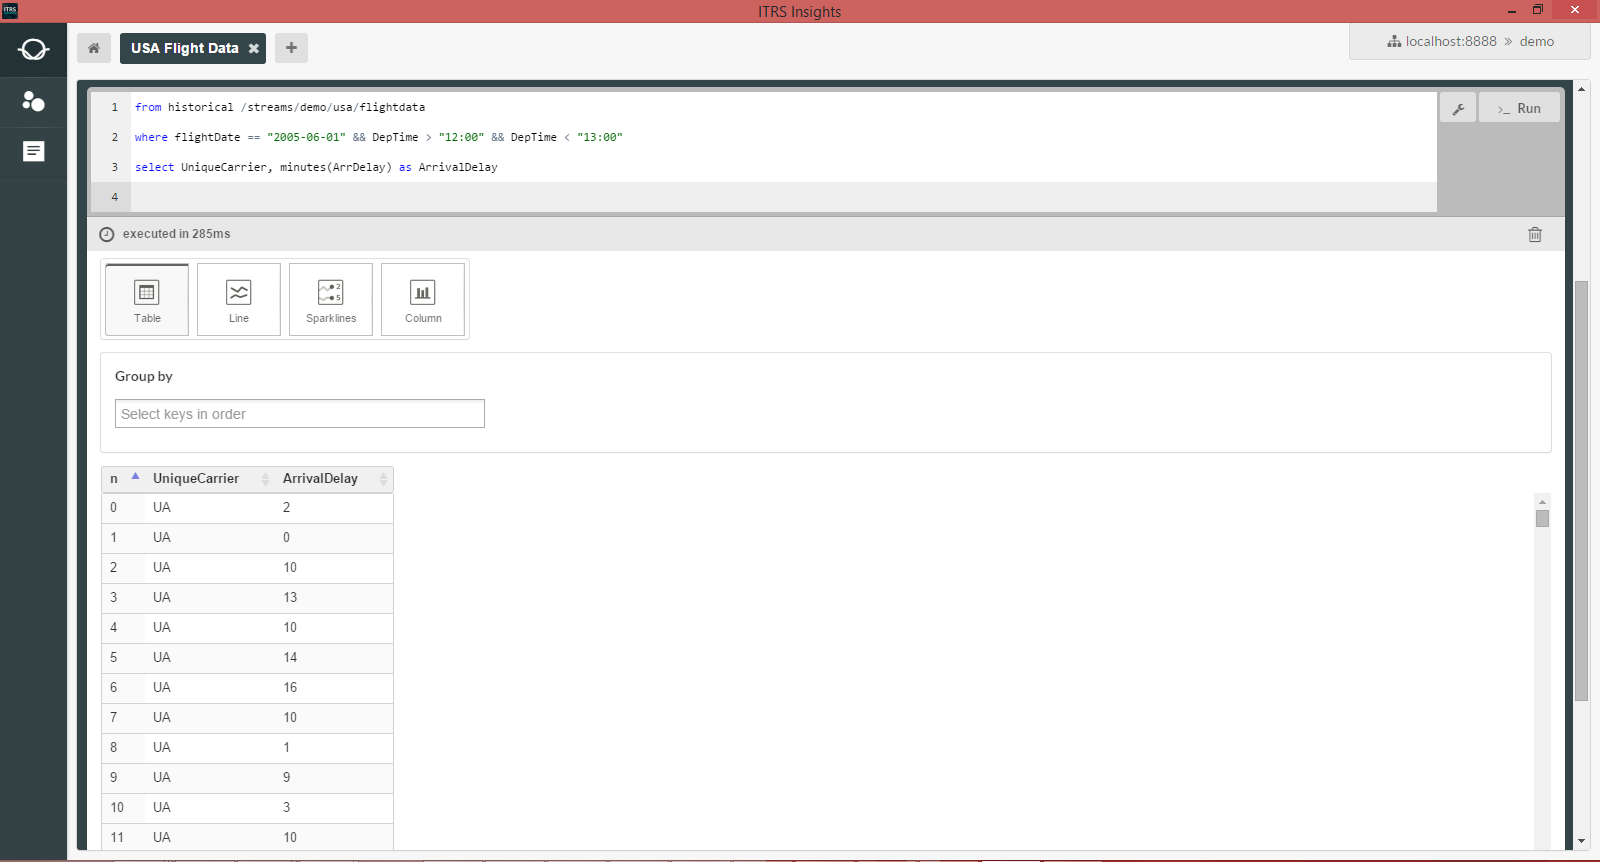 ITRS
ITRS Insights
USA Flight Data
localhost:8888 » demo
1 from historical /streams/demo/usa/flightdata
2 where flightDate == "2005-06-01" && DepTime > "12:00" && DepTime < "13:00"
3 select UniqueCarrier, minutes(ArrDelay) as ArrivalDelay
4
>_ Run
executed in 285ms
2
5
Table Line Sparklines Column
Group by
Select keys in order
n UniqueCarrier ArrivalDelay
0 UA 2
1 UA 0
2 UA 10
3 UA 13
4 UA 10
5 UA 14
6 UA 16
7 UA 10
8 UA 1
9 UA 9
10 UA 3
11 UA 10